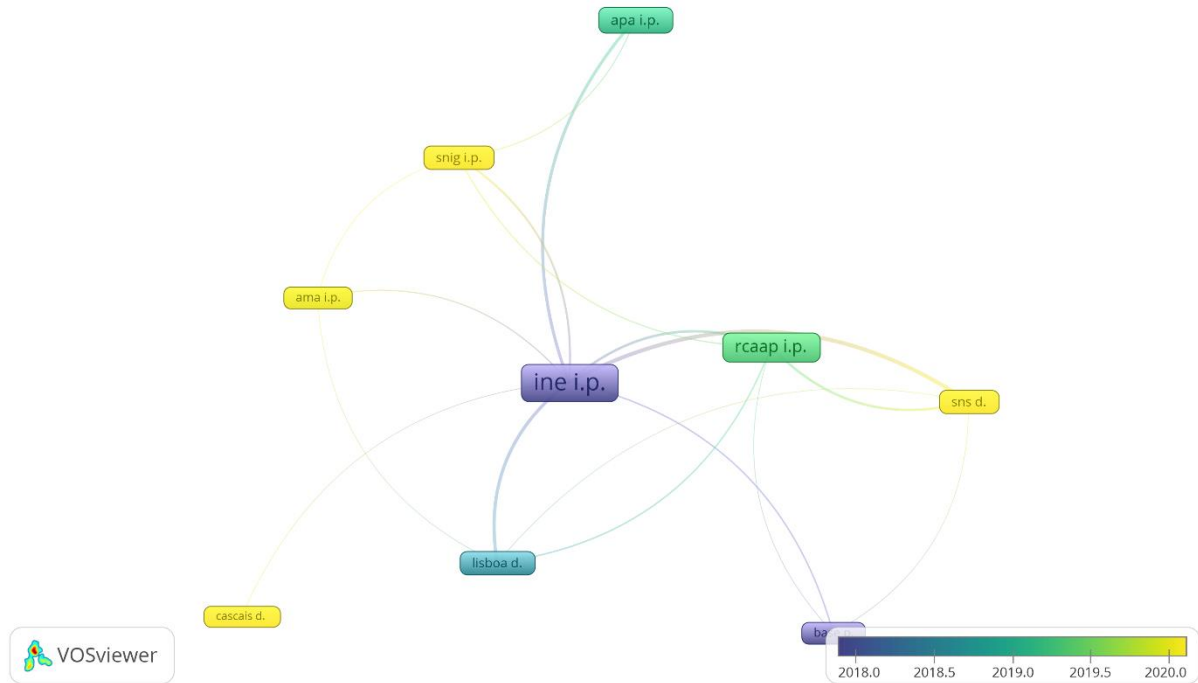 apa i.p.
snig i.p.
ama i.p.
rcaap i.p.
ine i.p.
sns d.
lisboa d.
cascais d.
VOSviewer
2018.0 2018.5 2019.0 2019.5 2020.0